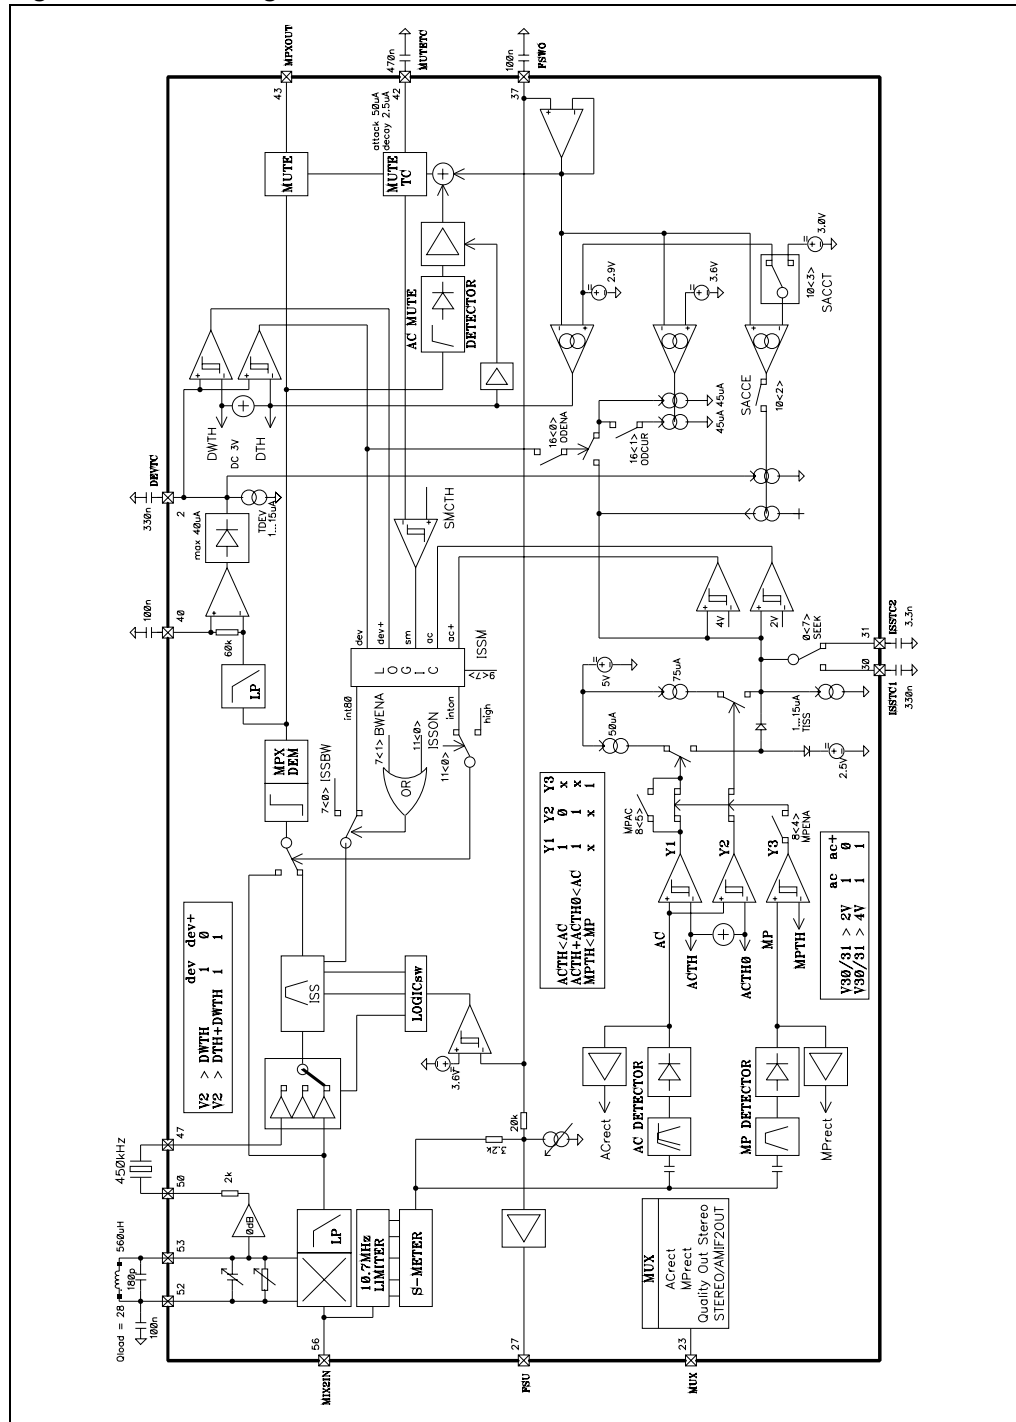 MPXOUT
43
470n
MUTETC
42
attack 50uA
decay 2.5uA
100n
FSWO
37
MUTE
MUTE
TC
AC MUTE
DETECTOR
2.9V
3.6V
3.0V
10<3>
SACCT
SACCE
10<2>
45uA 45uA
16<0>
ODENA
16<1>
ODCUR
DWTH
DC 3V
DTH
330n
DEVTC
2
max 40uA
TDEV
1...15uA
SMCTH
100n
40
60k
LP
dev
dev+
sm
ac
ac+
L
O
G
I
C
ISSM
9<7>
4V
2V
0<7>
SEEK
31
ISSTC2
3.3n
30
ISSTC1
330n
int80
7<1> BWENA
11<0>
ISSON
inton
high
11<0>
OR
7<0> ISSBW
MPX
DEM
5V
75uA
50uA
1...15uA
TISS
2.5V
Y1 Y2 Y3
ACTH<AC 1 0 x
ACTH+ACTH0<AC 1 1 x
MPTH<MP x x 1
MPAC
8<5>
8<4>
MPENA
Y1
Y2
Y3
AC
ACTH
ACTH0
MP
MPTH
ac ac+
V30/31 > 2V 1 0
V30/31 > 4V 1 1
dev dev+
V2 > DWTH 1 0
V2 > DTH+DWTH 1 1
ISS
LOGICsw
3.6V
20k
3.2k
ACrect
AC DETECTOR
MP DETECTOR
MPrect
450kHz
47
50
2k
0dB
560uH
53
180p
52
Qload = 28
100n
LP
10.7MHz
LIMITER
S-METER
MUX
ACrect
MPrect
Quality Out Stereo
STEREO/AMIF2OUT
56
MIX2IN
27
FSU
23
MUX